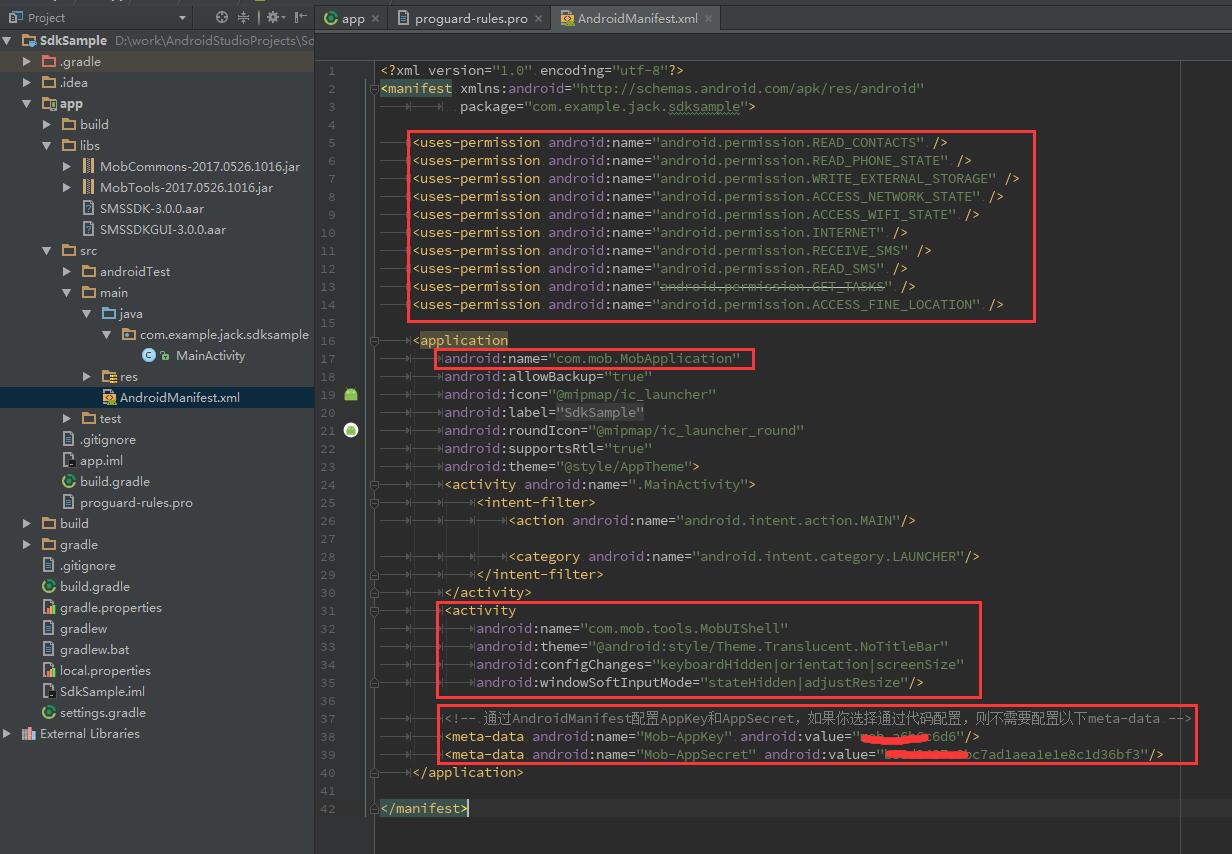 Project
app
proguard-rules.pro
AndroidManifest.xml
SdkSample D:\work\AndroidStudioProjects\Sd
.gradle
.idea
app
build
libs
MobCommons-2017.0526.1016.jar
MobTools-2017.0526.1016.jar
SMSSDK-3.0.0.aar
SMSSDKGUI-3.0.0.aar
src
androidTest
main
java
com.example.jack.sdksample
MainActivity
res
AndroidManifest.xml
test
.gitignore
app.iml
build.gradle
proguard-rules.pro
build
gradle
.gitignore
build.gradle
gradle.properties
gradlew
gradlew.bat
local.properties
SdkSample.iml
settings.gradle
External Libraries
1 <?xml version="1.0" encoding="utf-8"?>
2 <manifest xmlns:android="http://schemas.android.com/apk/res/android"
3 package="com.example.jack.sdksample">
4
5 <uses-permission android:name="android.permission.READ_CONTACTS" />
6 <uses-permission android:name="android.permission.READ_PHONE_STATE" />
7 <uses-permission android:name="android.permission.WRITE_EXTERNAL_STORAGE" />
8 <uses-permission android:name="android.permission.ACCESS_NETWORK_STATE" />
9 <uses-permission android:name="android.permission.ACCESS_WIFI_STATE" />
10 <uses-permission android:name="android.permission.INTERNET" />
11 <uses-permission android:name="android.permission.RECEIVE_SMS" />
12 <uses-permission android:name="android.permission.READ_SMS" />
13 <uses-permission android:name="android.permission.GET_TASKS" />
14 <uses-permission android:name="android.permission.ACCESS_FINE_LOCATION" />
15
16 <application
17 android:name="com.mob.MobApplication"
18 android:allowBackup="true"
19 android:icon="@mipmap/ic_launcher"
20 android:label="SdkSample"
21 android:roundIcon="@mipmap/ic_launcher_round"
22 android:supportsRtl="true"
23 android:theme="@style/AppTheme">
24 <activity android:name=".MainActivity">
25 <intent-filter>
26 <action android:name="android.intent.action.MAIN"/>
27
28 <category android:name="android.intent.category.LAUNCHER"/>
29 </intent-filter>
30 </activity>
31 <activity
32 android:name="com.mob.tools.MobUIShell"
33 android:theme="@android:style/Theme.Translucent.NoTitleBar"
34 android:configChanges="keyboardHidden|orientation|screenSize"
35 android:windowSoftInputMode="stateHidden|adjustResize"/>
36
37 <!-- 通过AndroidManifest配置AppKey和AppSecret，如果你选择通过代码配置，则不需要配置以下meta-data -->
38 <meta-data android:name="Mob-AppKey" android:value="
39 <meta-data android:name="Mob-AppSecret" android:value="
40 </application>
41
42 </manifest>